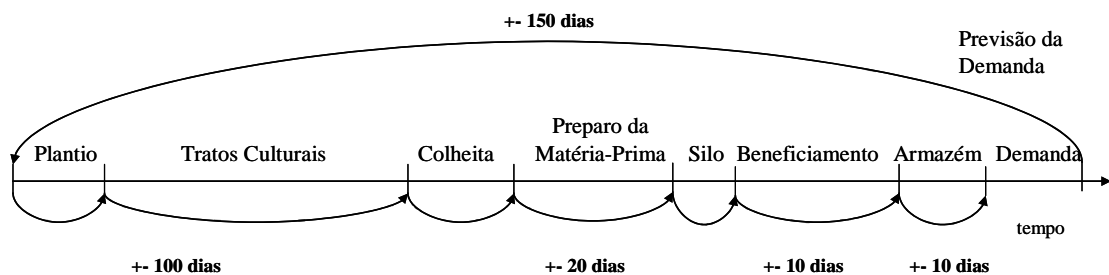 +- 150 dias
Previsão da
Demanda
Preparo da
Plantio Tratos Culturais Colheita Matéria-Prima Silo Beneficiamento Armazém Demanda
tempo
+- 100 dias +- 20 dias +- 10 dias +- 10 dias